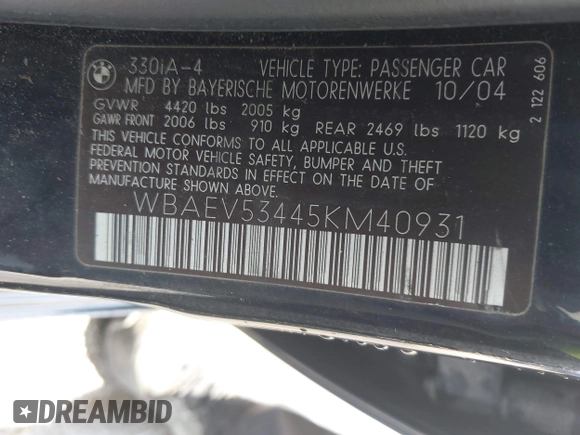 330iA-4 VEHICLE TYPE: PASSENGER CAR
MFD BY BAYERISCHE MOTORENWERKE 10/04
GVWR 4420 lbs 2005 kg
GAWR FRONT 2006 lbs 910 kg REAR 2469 lbs 1120 kg
THIS VEHICLE CONFORMS TO ALL APPLICABLE U.S.
FEDERAL MOTOR VEHICLE SAFETY, BUMPER AND THEFT
PREVENTION STANDARDS IN EFFECT ON THE DATE OF
MANUFACTURE SHOWN ABOVE.
WBAEV53445KM40931
2 122 606
DREAMBID